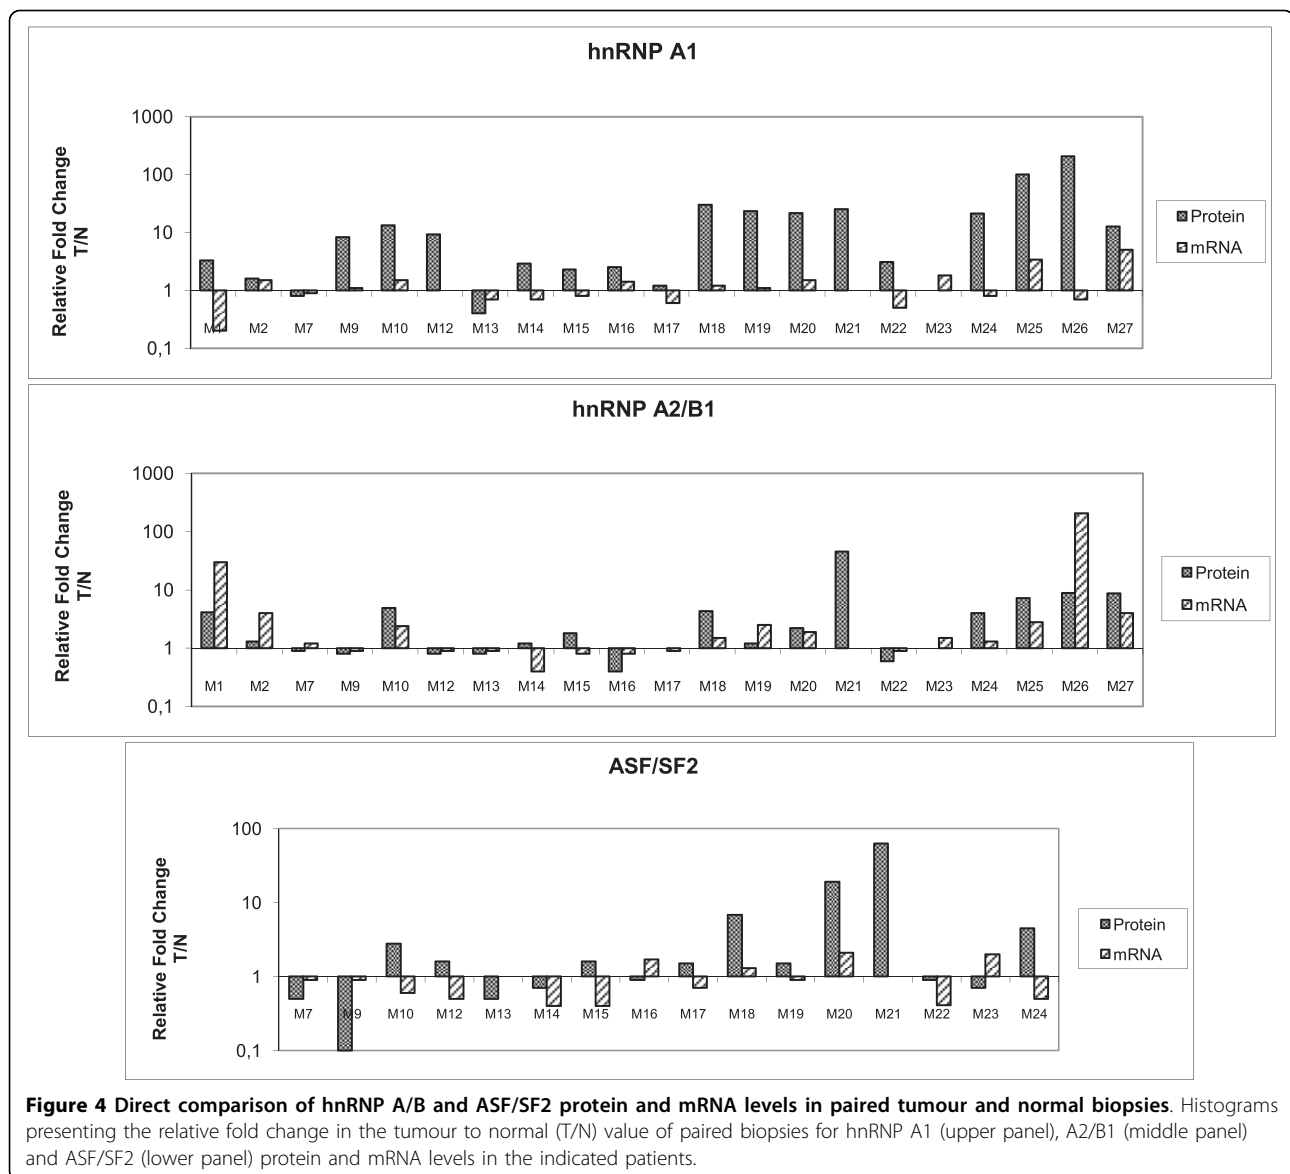 hnRNP A1
1000
100
10
1
0,1
Relative Fold Change
T/N
M2 M7 M9 M10 M12 M13 M14 M15 M16 M17 M18 M19 M20 M21 M22 M23 M24 M25 M26 M27
Protein
mRNA
hnRNP A2/B1
1000
100
10
1
0,1
Relative Fold Change
T/N
M1 M2 M7 M9 M10 M12 M13 M14 M15 M16 M17 M18 M19 M20 M21 M22 M23 M24 M25 M26 M27
Protein
mRNA
ASF/SF2
100
10
1
0,1
Relative Fold Change
T/N
M7 M9 M10 M12 M13 M14 M15 M16 M17 M18 M19 M20 M21 M22 M23 M24
Protein
mRNA
Figure 4 Direct comparison of hnRNP A/B and ASF/SF2 protein and mRNA levels in paired tumour and normal biopsies. Histograms
presenting the relative fold change in the tumour to normal (T/N) value of paired biopsies for hnRNP A1 (upper panel), A2/B1 (middle panel)
and ASF/SF2 (lower panel) protein and mRNA levels in the indicated patients.